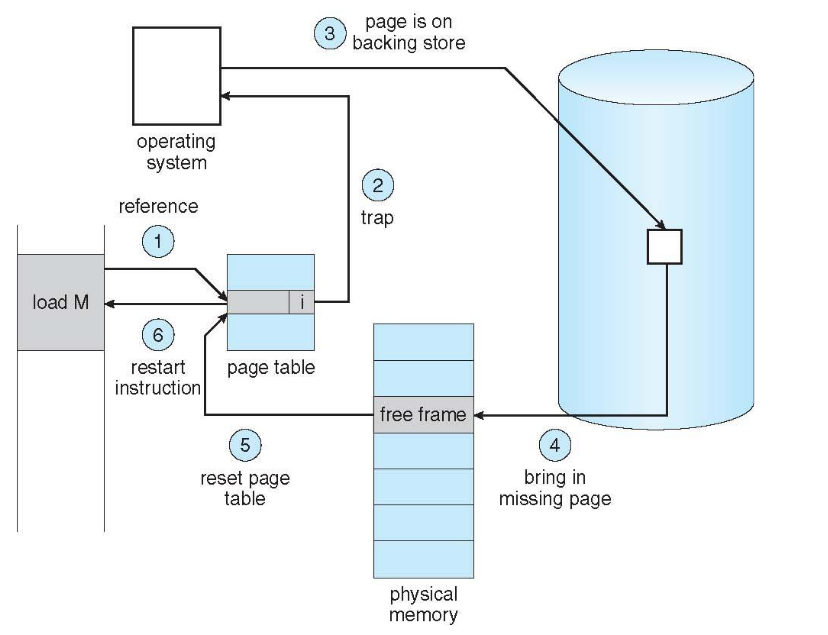 3
page is on
backing store
operating
system
2
trap
reference
1
load M
i
6
restart
instruction
page table
free frame
5
reset page
table
4
bring in
missing page
physical
memory